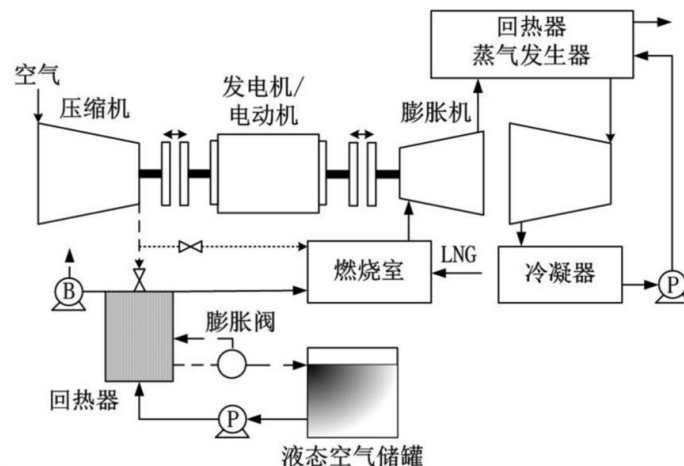 回热器
蒸气发生器
空气
压缩机
发电机/
电动机
膨胀机
燃烧室
LNG
冷凝器
P
B
膨胀阀
回热器
P
液态空气储罐